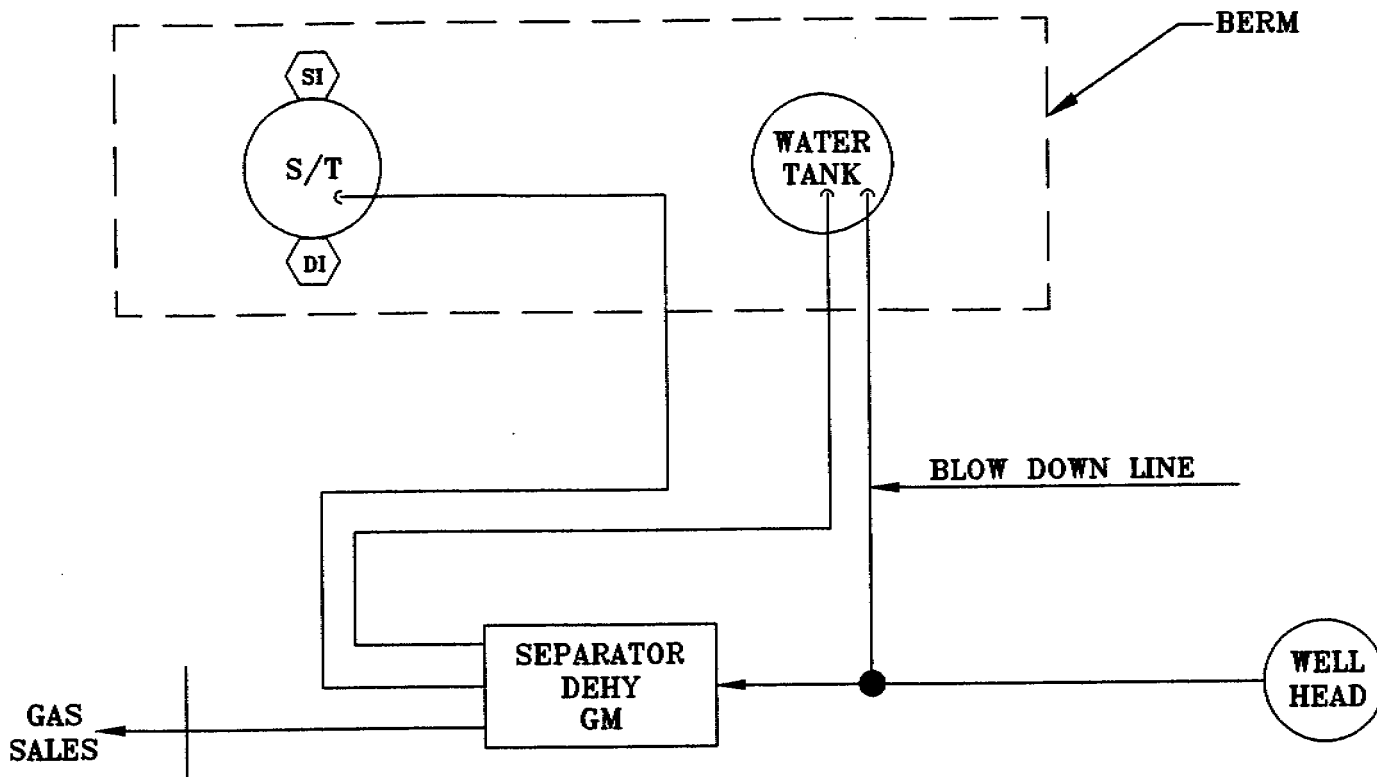 BERM
SI
S/T
DI
WATER
TANK
BLOW DOWN LINE
SEPARATOR
DEHY
GM
WELL
HEAD
GAS
SALES